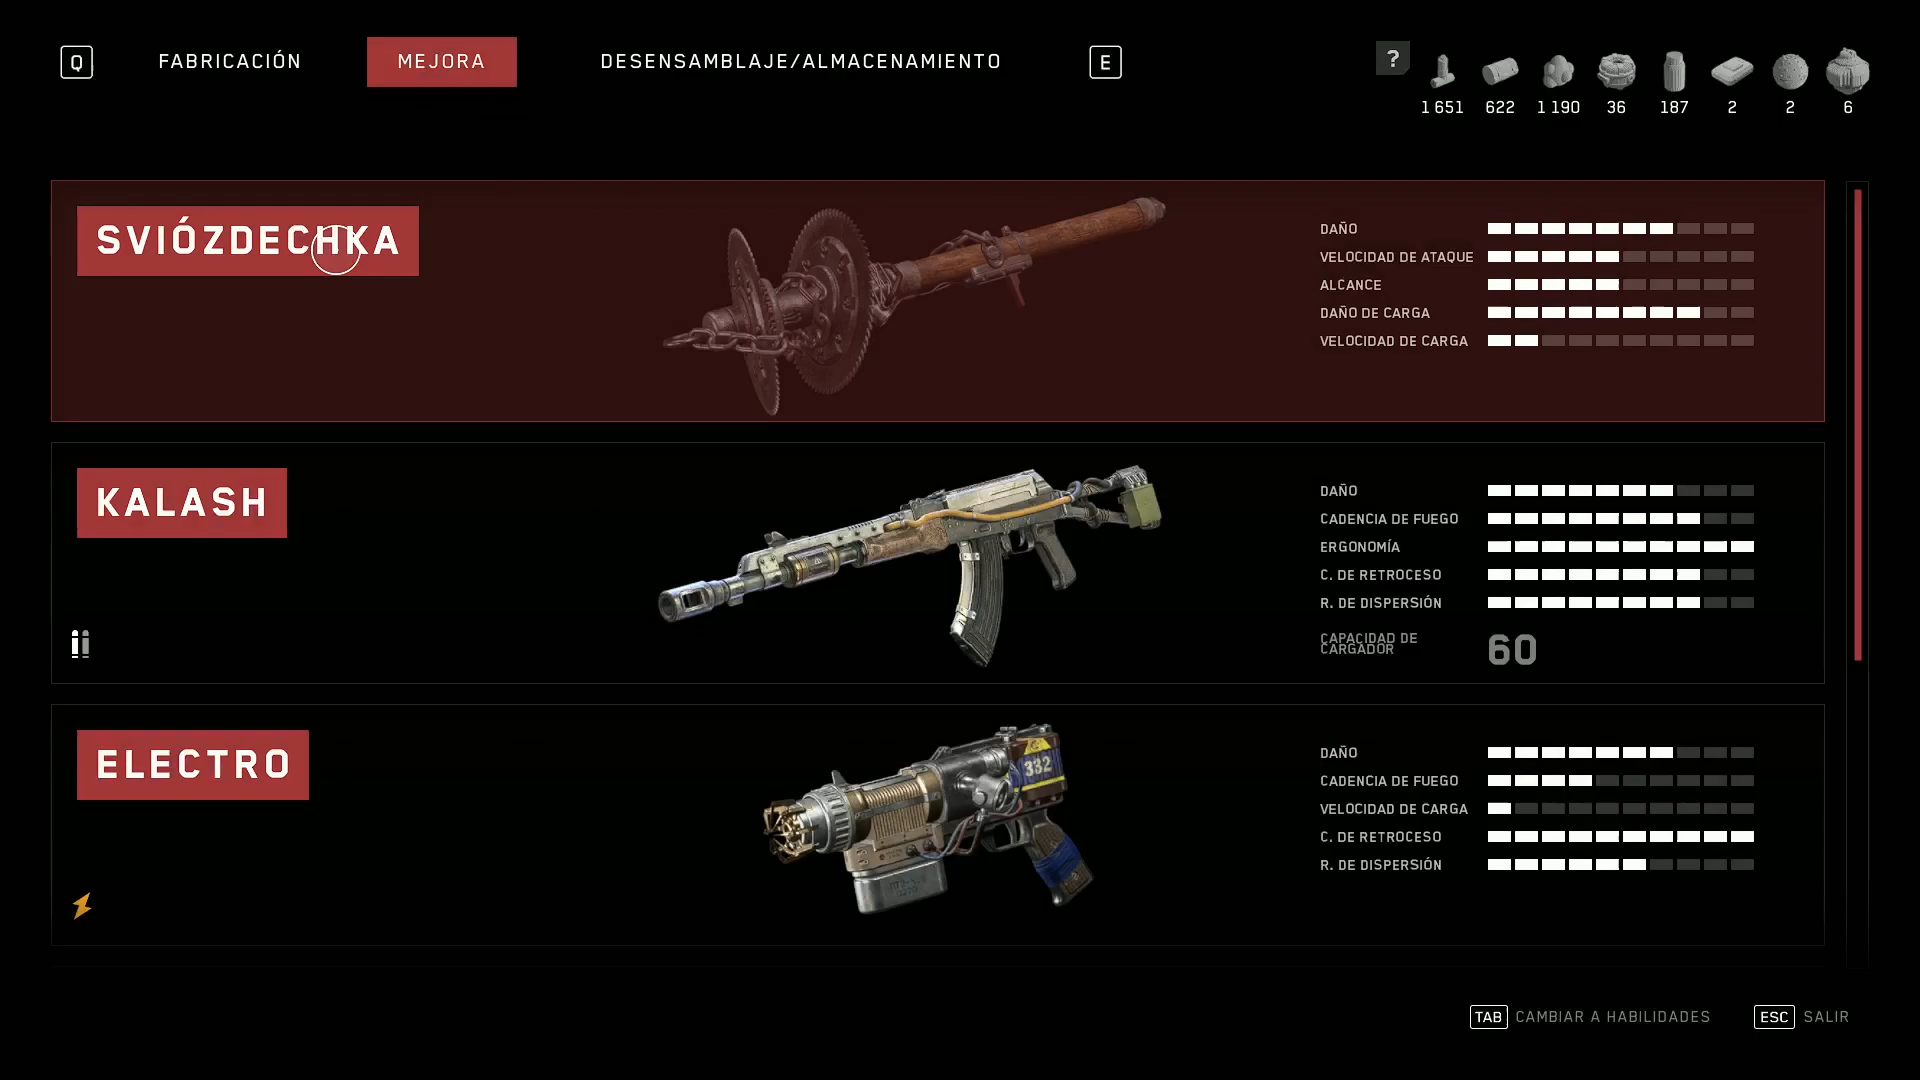 Q FABRICACIÓN MEJORA DESENSAMBLAJE/ALMACENAMIENTO E ?
1 651 622 1 190 36 187 2 2 6
SVIÓZDECHKA
DAÑO
VELOCIDAD DE ATAQUE
ALCANCE
DAÑO DE CARGA
VELOCIDAD DE CARGA
KALASH
DAÑO
CADENCIA DE FUEGO
ERGONOMÍA
C. DE RETROCESO
R. DE DISPERSIÓN
CAPACIDAD DE
CARGADOR
60
ELECTRO
332
DAÑO
CADENCIA DE FUEGO
VELOCIDAD DE CARGA
C. DE RETROCESO
R. DE DISPERSIÓN
TAB CAMBIAR A HABILIDADES ESC SALIR